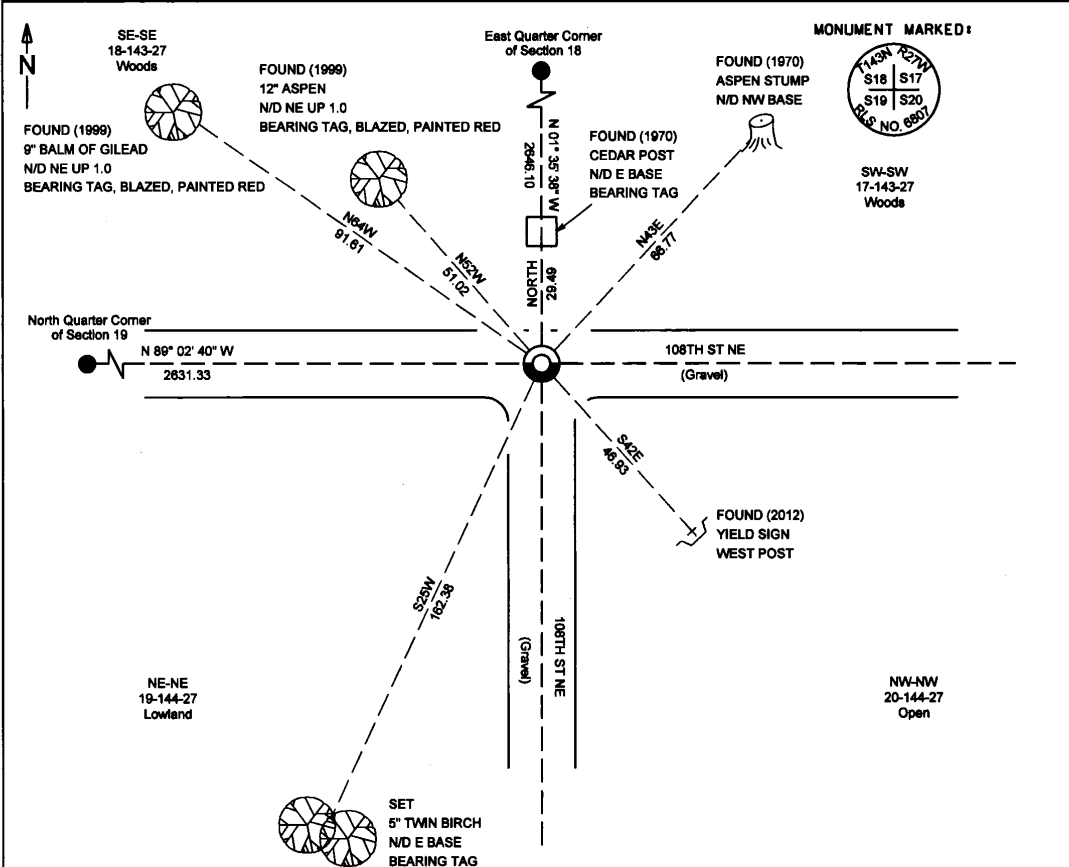 N
SE-SE
18-143-27
Woods
FOUND (1999)
9" BALM OF GILEAD
N/D NE UP 1.0
BEARING TAG, BLAZED, PAINTED RED
FOUND (1999)
12" ASPEN
N/D NE UP 1.0
BEARING TAG, BLAZED, PAINTED RED
East Quarter Corner
of Section 18
N 01° 35' 38" W
2646.10
FOUND (1970)
CEDAR POST
N/D E BASE
BEARING TAG
FOUND (1970)
ASPEN STUMP
N/D NW BASE
MONUMENT MARKED:
T143N R27W
S18 S17
S19 S20
RLS NO. 6807
SW-SW
17-143-27
Woods
N64W
91.61
N52W
51.02
NORTH
29.49
N43E
66.77
North Quarter Corner
of Section 19
N 89° 02' 40" W
2631.33
108TH ST NE
(Gravel)
S42E
46.93
FOUND (2012)
YIELD SIGN
WEST POST
S25W
162.38
108TH ST NE
(Gravel)
NE-NE
19-144-27
Lowland
NW-NW
20-144-27
Open
SET
5" TWIN BIRCH
N/D E BASE
BEARING TAG